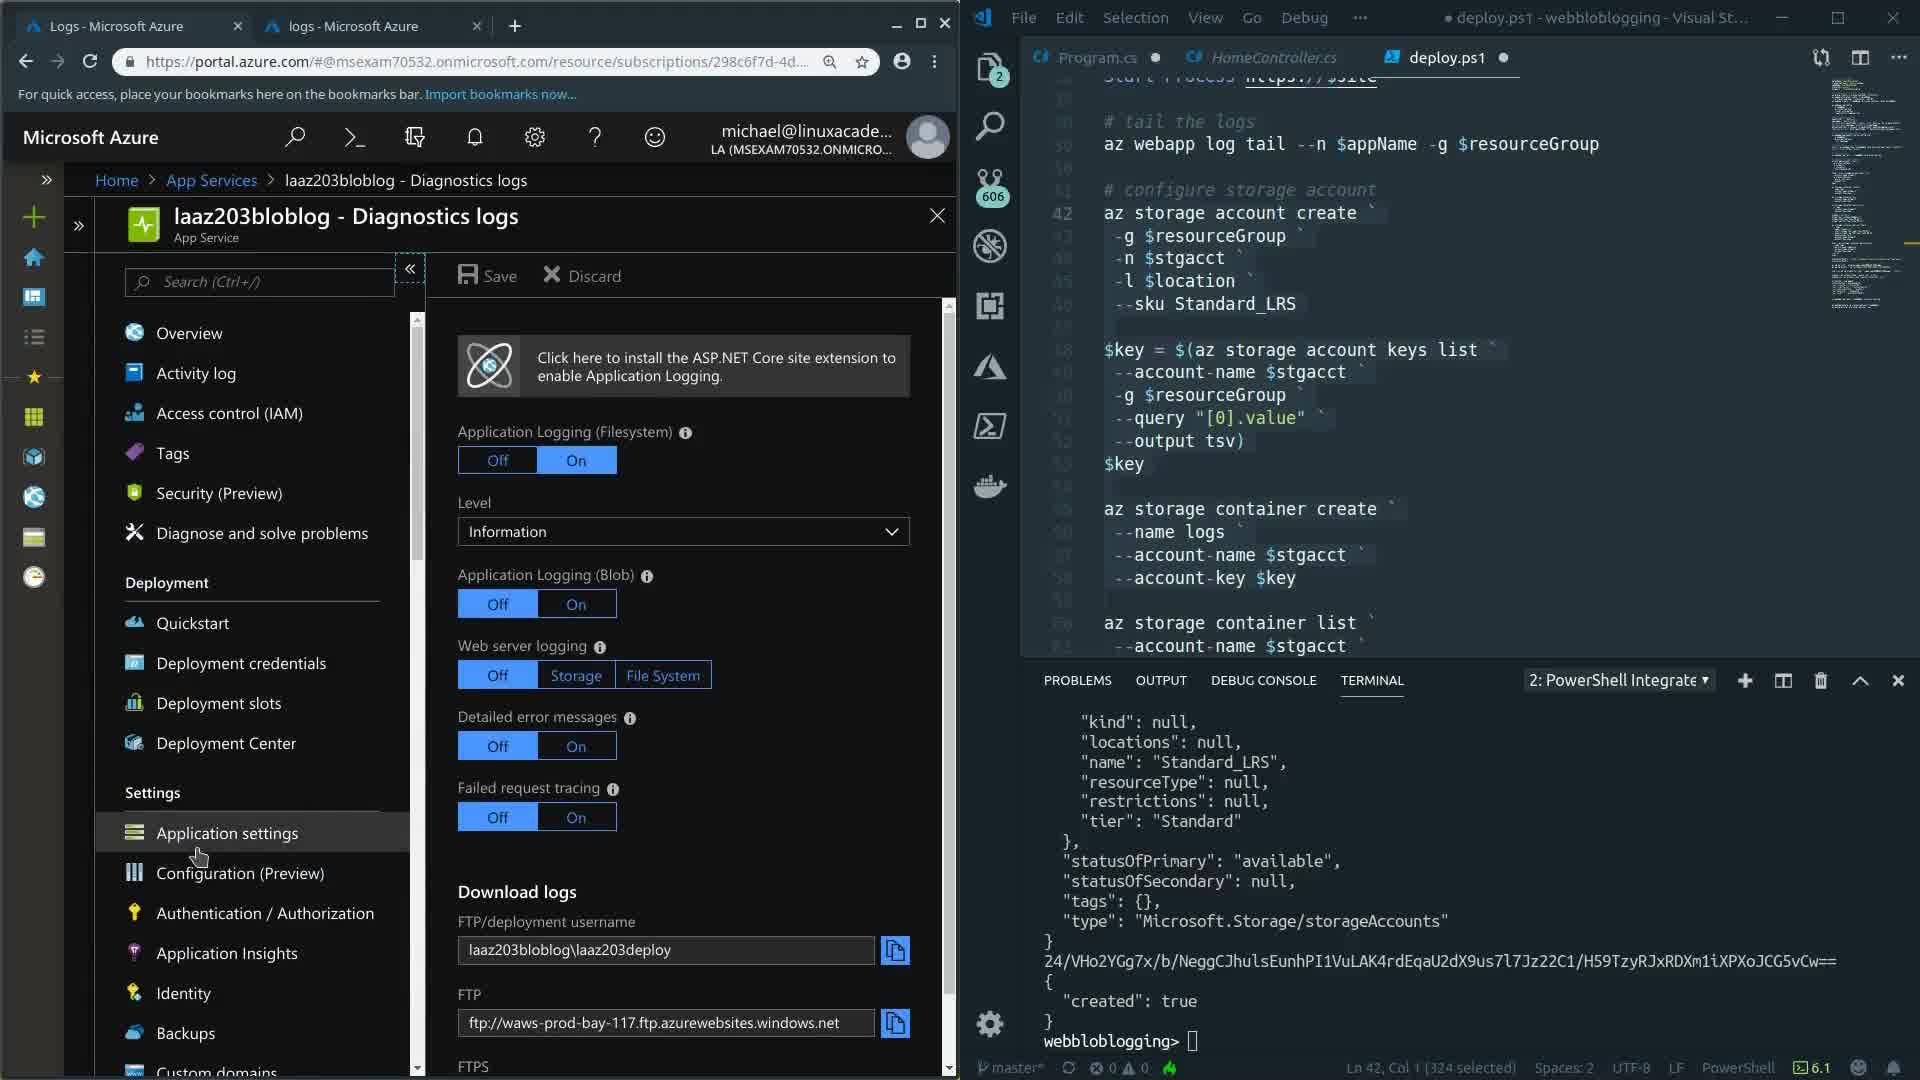 Logs - Microsoft Azure
logs - Microsoft Azure
https://portal.azure.com/#@msexam70532.onmicrosoft.com/resource/subscriptions/298c6f7d-4d...
For quick access, place your bookmarks here on the bookmarks bar. Import bookmarks now...
Microsoft Azure
michael@linuxacade...
LA (MSEXAM70532.ONMICRO...
Home > App Services > laaz203bloblog - Diagnostics logs
laaz203bloblog - Diagnostics logs
App Service
Search (Ctrl+/)
Overview
Activity log
Access control (IAM)
Tags
Security (Preview)
Diagnose and solve problems
Deployment
Quickstart
Deployment credentials
Deployment slots
Deployment Center
Settings
Application settings
Configuration (Preview)
Authentication / Authorization
Application Insights
Identity
Backups
Custom domains
Save
Discard
Click here to install the ASP.NET Core site extension to
enable Application Logging.
Application Logging (Filesystem)
Off On
Level
Information
Application Logging (Blob)
Off On
Web server logging
Off Storage File System
Detailed error messages
Off On
Failed request tracing
Off On
Download logs
FTP/deployment username
laaz203bloblog\laaz203deploy
FTP
ftp://waws-prod-bay-117.ftp.azurewebsites.windows.net
FTPS
File Edit Selection View Go Debug ...
● deploy.ps1 - webbloblogging - Visual St...
Program.cs
HomeController.cs
deploy.ps1
2
606
Start-Process https://$site
# tail the logs
az webapp log tail --n $appName -g $resourceGroup
# configure storage account
42 az storage account create `
-g $resourceGroup `
-n $stgacct `
-l $location `
--sku Standard_LRS
$key = $(az storage account keys list `
--account-name $stgacct `
-g $resourceGroup `
--query "[0].value" `
--output tsv)
$key
az storage container create `
--name logs `
--account-name $stgacct `
--account-key $key
az storage container list `
--account-name $stgacct `
PROBLEMS OUTPUT DEBUG CONSOLE TERMINAL
2: PowerShell Integrate
"kind": null,
"locations": null,
"name": "Standard_LRS",
"resourceType": null,
"restrictions": null,
"tier": "Standard"
},
"statusOfPrimary": "available",
"statusOfSecondary": null,
"tags": {},
"type": "Microsoft.Storage/storageAccounts"
}
24/VHo2YGg7x/b/NeggCJhulsEunhPI1VuLAK4rdEqaU2dX9us7l7Jz22C1/H59TzyRJxRDXm1iXPXoJCG5vCw==
{
"created": true
}
webbloblogging>
master* 0 0
Ln 42, Col 1 (324 selected) Spaces: 2 UTF-8 LF PowerShell 6.1